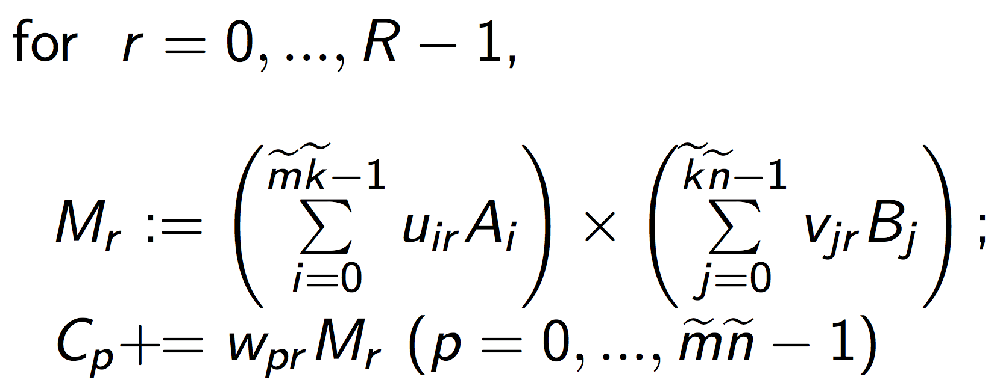 for r = 0, ..., R − 1,
M_r := ( ∑_{i=0}^{m̃k̃−1} u_{ir} A_i ) × ( ∑_{j=0}^{k̃ñ−1} v_{jr} B_j ) ;
C_p += w_{pr} M_r (p = 0, ..., m̃ñ − 1)